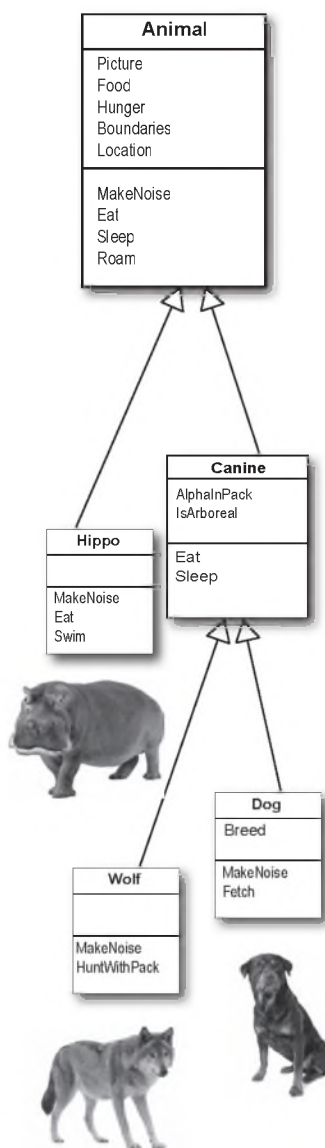 Animal
Picture
Food
Hunger
Boundaries
Location
MakeNoise
Eat
Sleep
Roam
Canine
AlphaInPack
IsArboreal
Eat
Sleep
Hippo
MakeNoise
Eat
Swim
Dog
Breed
MakeNoise
Fetch
Wolf
MakeNoise
HuntWithPack